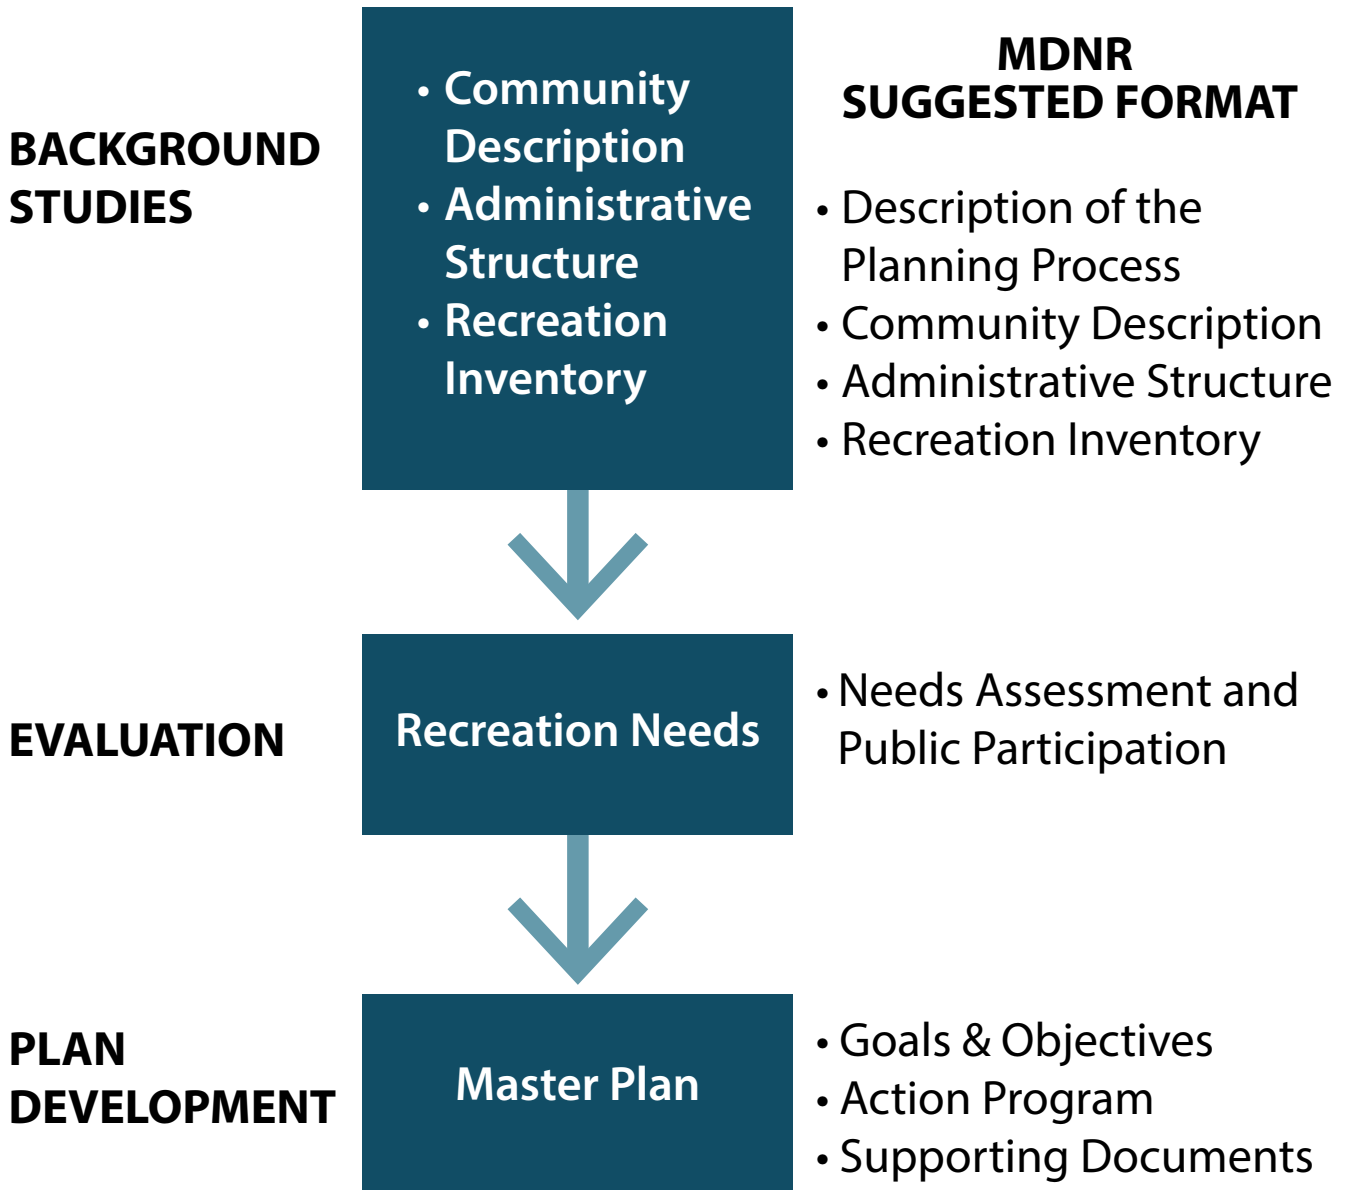 BACKGROUND
STUDIES
• Community
Description
• Administrative
Structure
• Recreation
Inventory
MDNR
SUGGESTED FORMAT
• Description of the
Planning Process
• Community Description
• Administrative Structure
• Recreation Inventory
EVALUATION
Recreation Needs
• Needs Assessment and
Public Participation
PLAN
DEVELOPMENT
Master Plan
• Goals & Objectives
• Action Program
• Supporting Documents